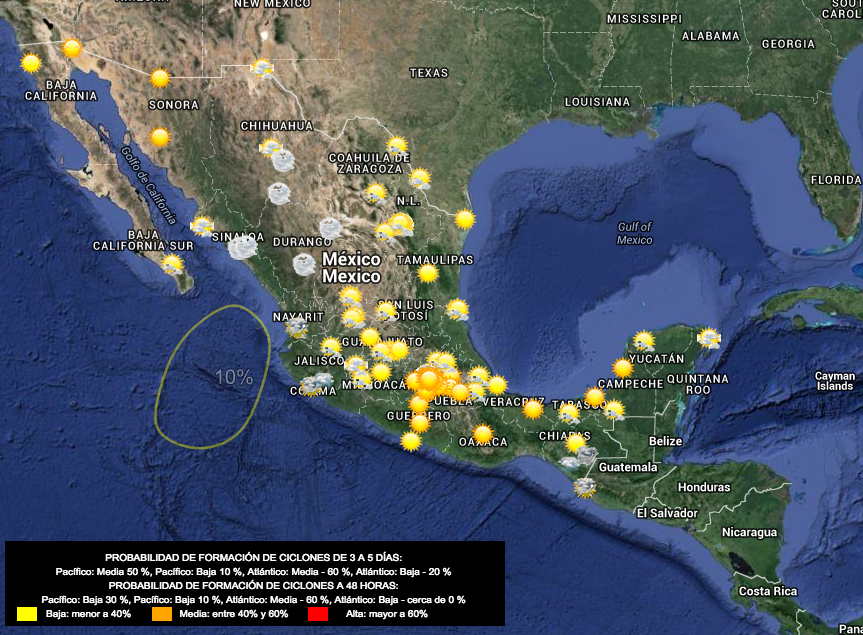 NEW MEXICO
MISSISSIPPI
SOUT
CAROL
ALABAMA
GEORGIA
TEXAS
BAJA
CALIFORNIA
SONORA
LOUISIANA
CHIHUAHUA
COAHUILA DE
ZARAGOZA
FLORIDA
Golfo de California
N.L.
Gulf of
Mexico
BAJA
CALIFORNIA SUR
SINALOA
DURANGO
México
Mexico
TAMAULIPAS
SAN LUIS
POTOSÍ
NAYARIT
GUANAJUATO
JALISCO
YUCATÁN
10%
COLIMA
MICHOACÁ
CAMPECHE
QUINTANA
ROO
Cayman
Islands
PUEBLA
VERACRUZ
TABASCO
GUERRERO
OAXACA
CHIAPAS
Belize
Guatemala
Honduras
El Salvador
Nicaragua
Costa Rica
Pana
PROBABILIDAD DE FORMACIÓN DE CICLONES DE 3 A 5 DÍAS:
Pacífico: Media 50 %, Pacífico: Baja 10 %, Atlántico: Media - 60 %, Atlántico: Baja - 20 %
PROBABILIDAD DE FORMACIÓN DE CICLONES A 48 HORAS:
Pacífico: Baja 30 %, Pacífico: Baja 10 %, Atlántico: Media - 60 %, Atlántico: Baja - cerca de 0 %
Baja: menor a 40% Media: entre 40% y 60% Alta: mayor a 60%